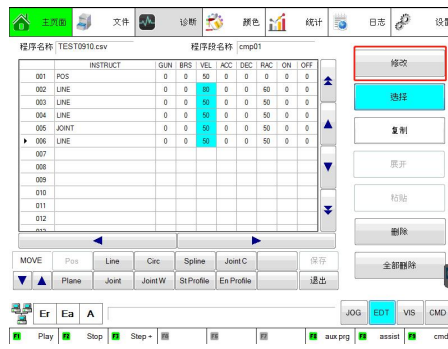 主页面 文件 诊断 颜色 统计 日志 设置
程序名称 TEST0910.csv 程序段名称 cmp01
INSTRUCT GUN BRS VEL ACC DEC RAC ON OFF
001 POS 0 0 50 0 0 0 0 0
002 LINE 0 0 80 0 0 60 0 0
003 LINE 0 0 50 0 0 50 0 0
004 LINE 0 0 50 0 0 50 0 0
005 JOINT 0 0 50 0 0 50 0 0
006 LINE 0 0 50 0 0 50 0 0
007
008
009
010
011
012
修改
选择
复制
展开
粘贴
删除
全部删除
MOVE Pos Line Circ Spline Joint C 保存
Plane Joint Joint W St Profile En Profile 退出
Er Ea A JOG EDT VIS CMD
F1 Play F2 Stop F3 Step + F4 F5 F6 F7 F8 aux prg F9 assist F10 cmd